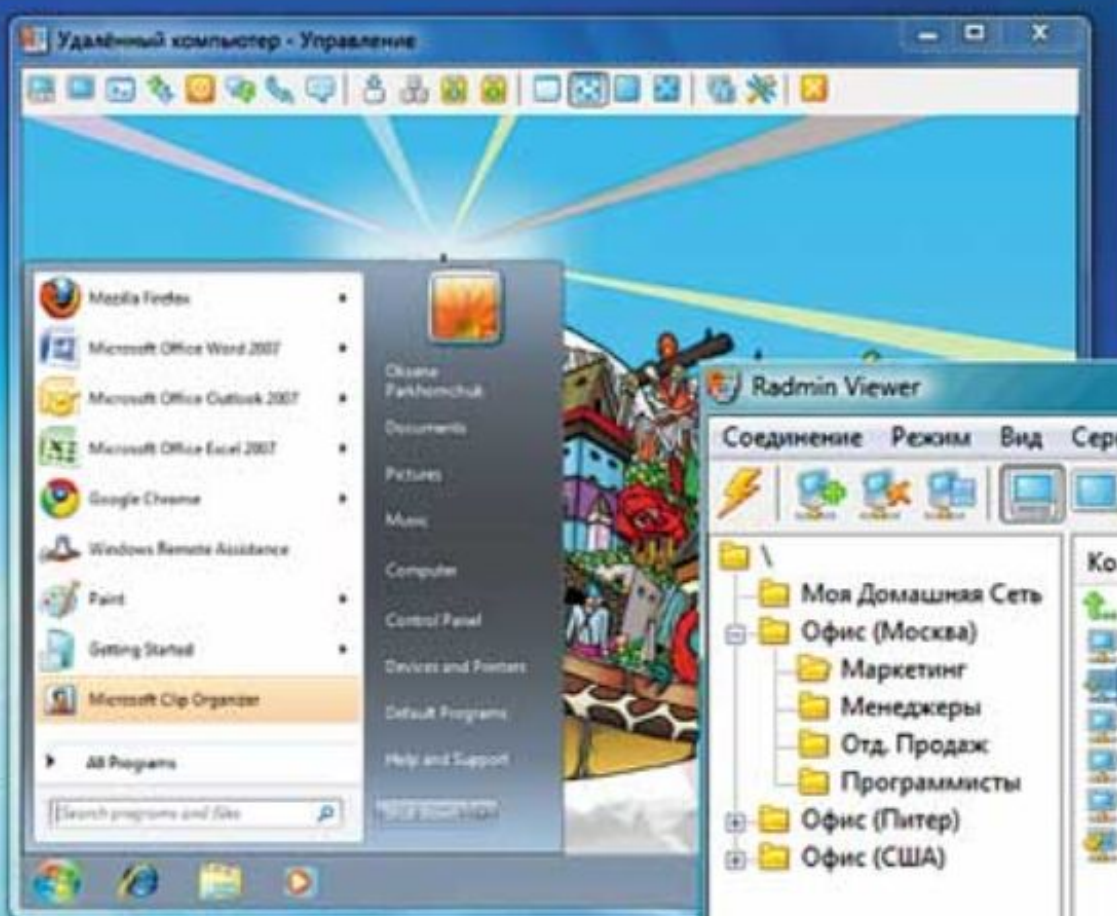 Удалённый компьютер - Управление
Mozilla Firefox
Microsoft Office Word 2007
Microsoft Office Outlook 2007
Microsoft Office Excel 2007
Google Chrome
Windows Remote Assistance
Paint
Getting Started
Microsoft Clip Organizer
All Programs
Search programs and files
Oksana
Parkhomchuk
Documents
Pictures
Music
Computer
Control Panel
Devices and Printers
Default Programs
Help and Support
Radmin Viewer
Соединение Режим Вид Серв
\
Моя Домашняя Сеть
Офис (Москва)
Маркетинг
Менеджеры
Отд. Продаж
Программисты
Офис (Питер)
Офис (США)
Ко